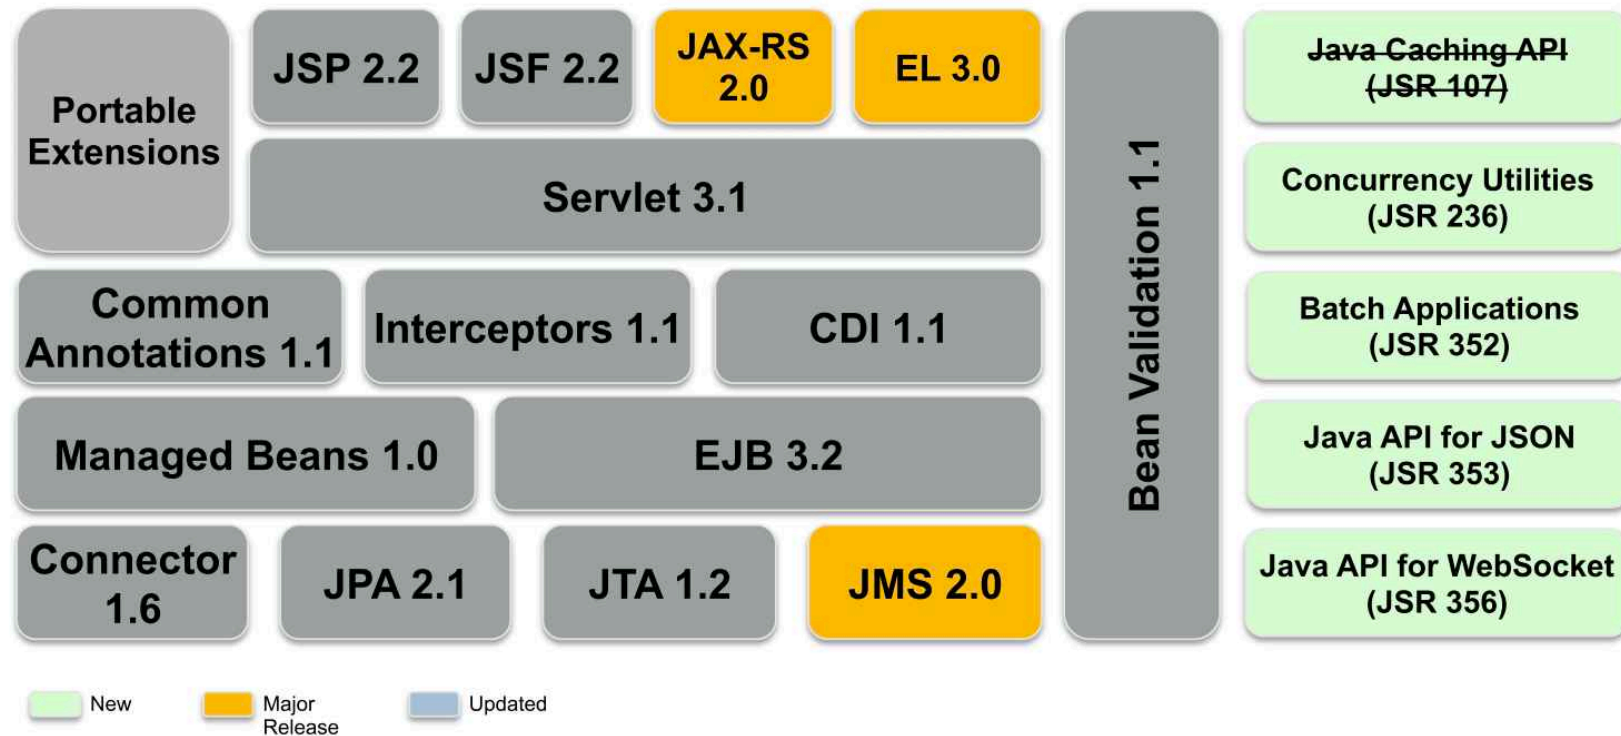 Portable
Extensions
JSP 2.2
JSF 2.2
JAX-RS
2.0
EL 3.0
Servlet 3.1
Common
Annotations 1.1
Interceptors 1.1
CDI 1.1
Managed Beans 1.0
EJB 3.2
Connector
1.6
JPA 2.1
JTA 1.2
JMS 2.0
Bean Validation 1.1
Java Caching API
(JSR 107)
Concurrency Utilities
(JSR 236)
Batch Applications
(JSR 352)
Java API for JSON
(JSR 353)
Java API for WebSocket
(JSR 356)
New
Major
Release
Updated